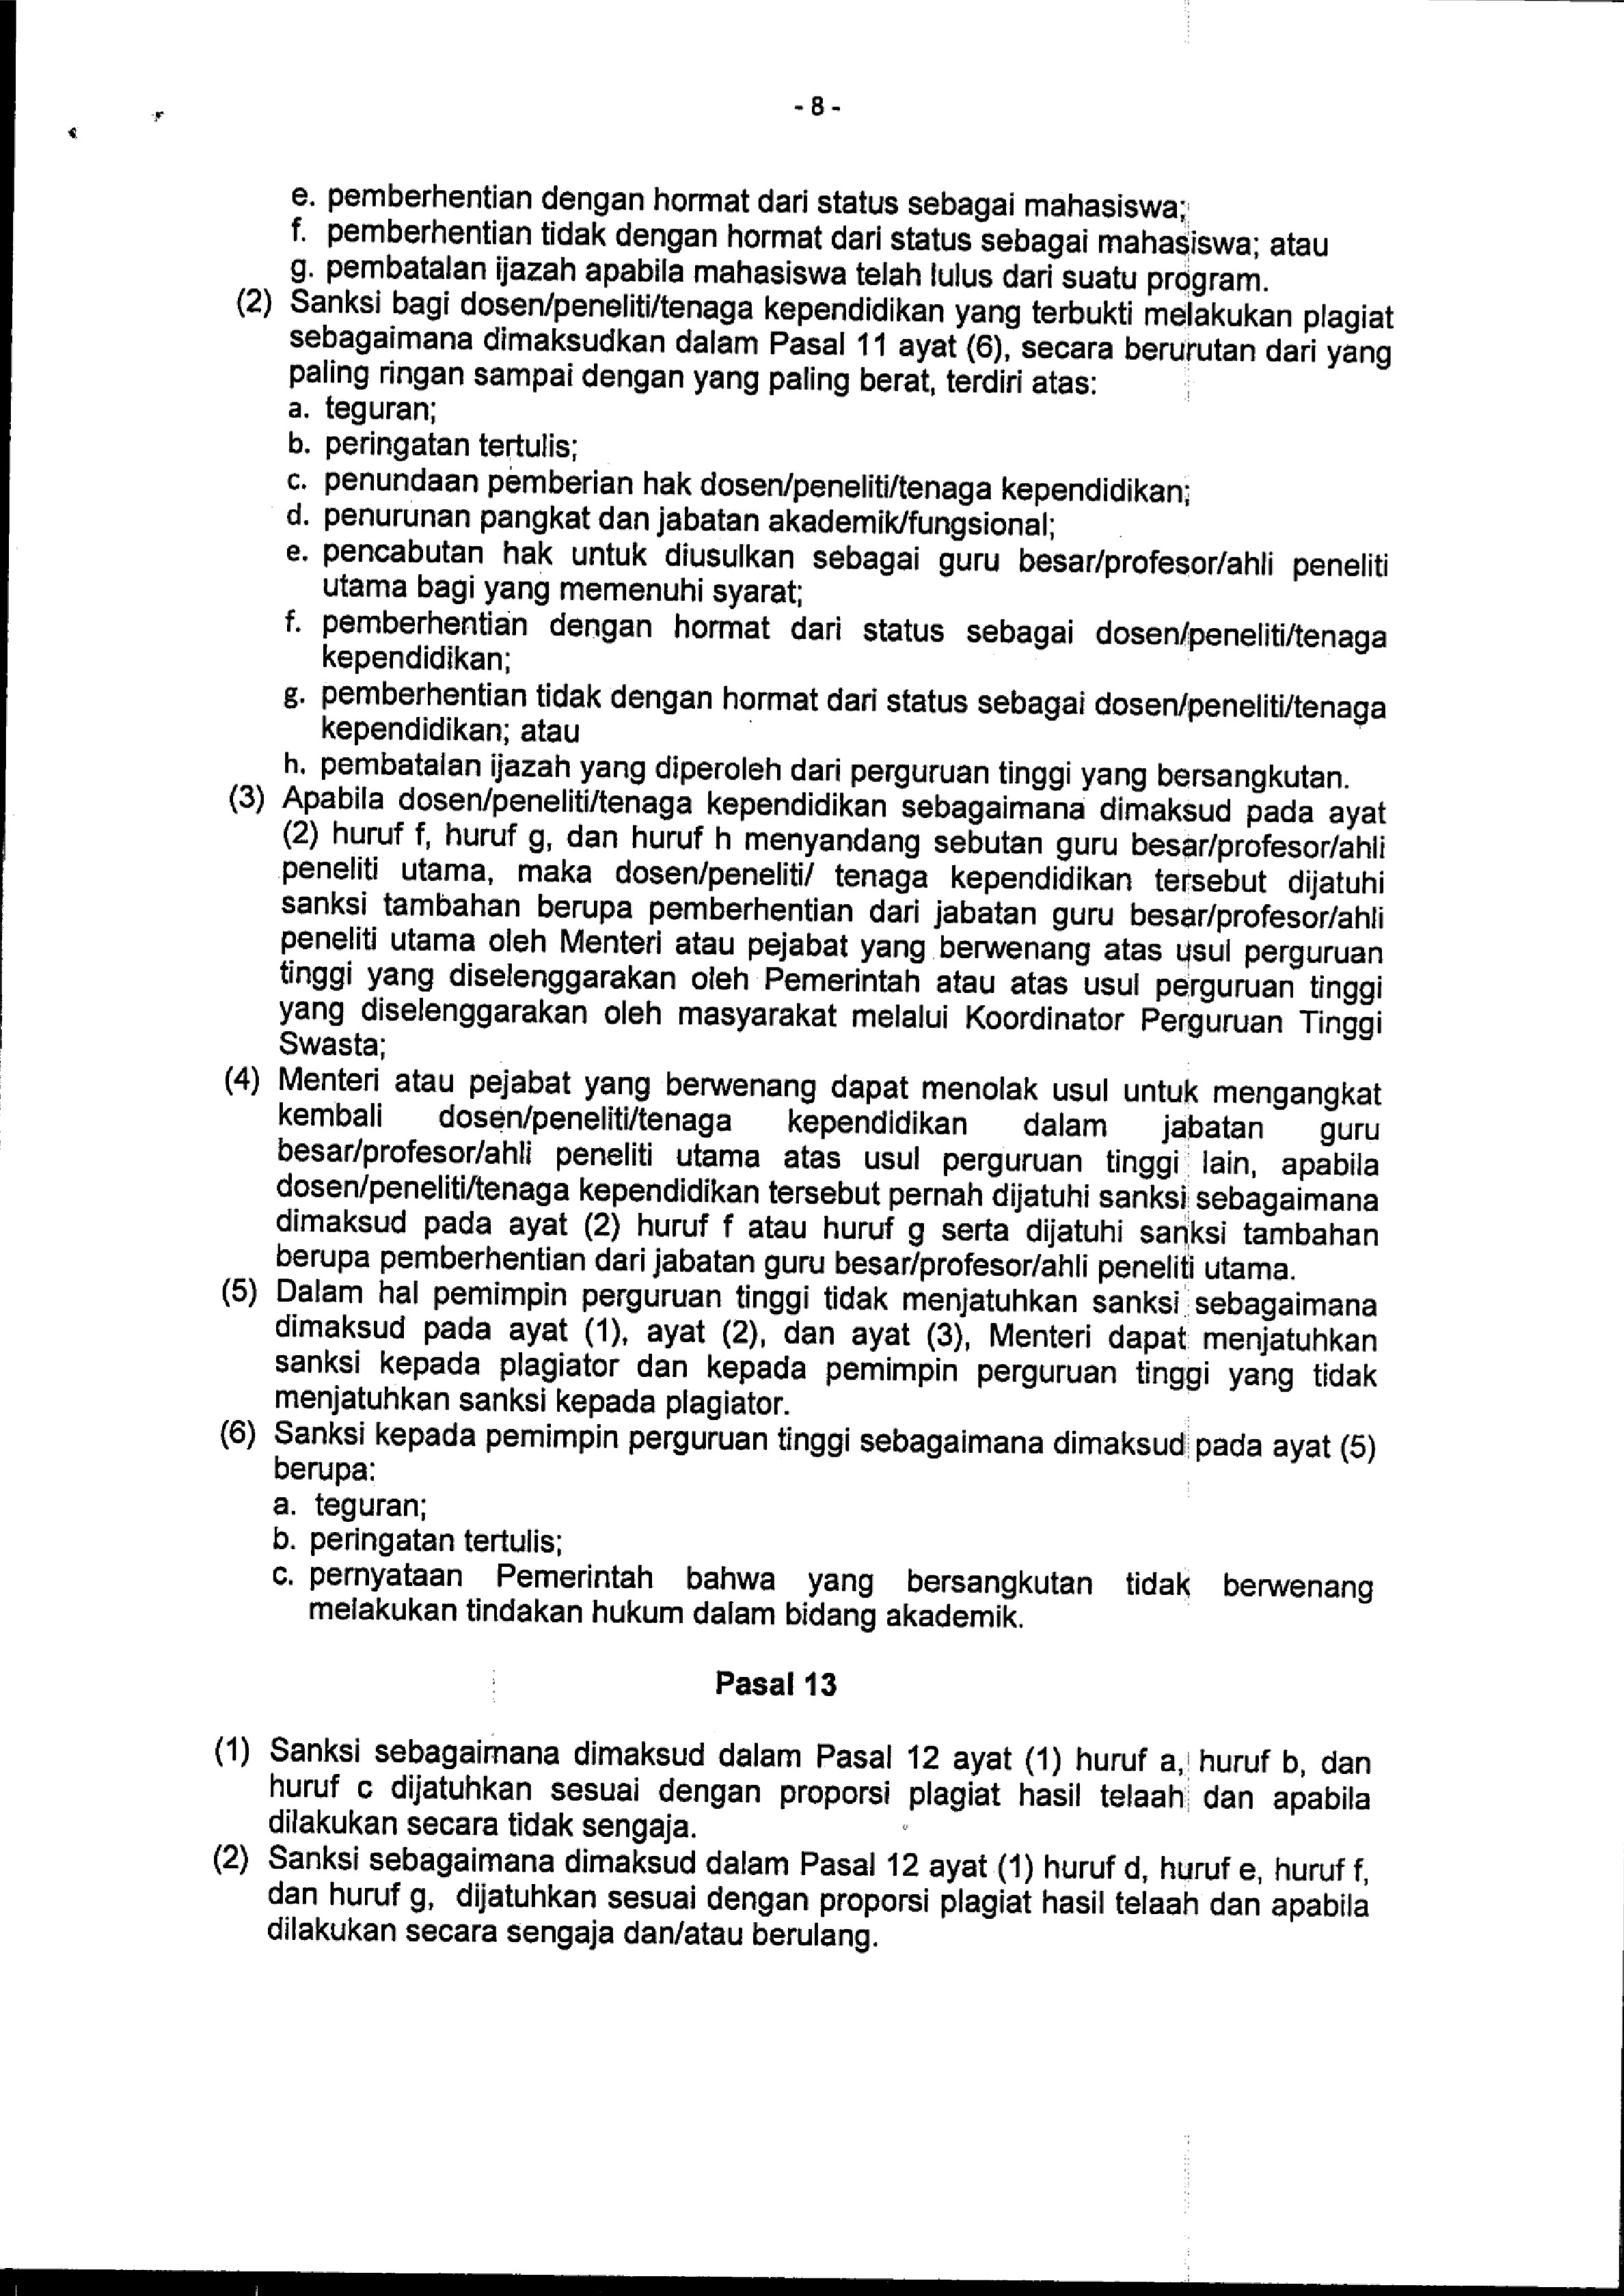 - 8 -
e. pemberhentian dengan hormat dari status sebagai mahasiswa;
f. pemberhentian tidak dengan hormat dari status sebagai mahasiswa; atau
g. pembatalan ijazah apabila mahasiswa telah lulus dari suatu program.
(2) Sanksi bagi dosen/peneliti/tenaga kependidikan yang terbukti melakukan plagiat
sebagaimana dimaksudkan dalam Pasal 11 ayat (6), secara berurutan dari yang
paling ringan sampai dengan yang paling berat, terdiri atas:
a. teguran;
b. peringatan tertulis;
c. penundaan pemberian hak dosen/peneliti/tenaga kependidikan;
d. penurunan pangkat dan jabatan akademik/fungsional;
e. pencabutan hak untuk diusulkan sebagai guru besar/profesor/ahli peneliti
utama bagi yang memenuhi syarat;
f. pemberhentian dengan hormat dari status sebagai dosen/peneliti/tenaga
kependidikan;
g. pemberhentian tidak dengan hormat dari status sebagai dosen/peneliti/tenaga
kependidikan; atau
h. pembatalan ijazah yang diperoleh dari perguruan tinggi yang bersangkutan.
(3) Apabila dosen/peneliti/tenaga kependidikan sebagaimana dimaksud pada ayat
(2) huruf f, huruf g, dan huruf h menyandang sebutan guru besar/profesor/ahli
peneliti utama, maka dosen/peneliti/ tenaga kependidikan tersebut dijatuhi
sanksi tambahan berupa pemberhentian dari jabatan guru besar/profesor/ahli
peneliti utama oleh Menteri atau pejabat yang berwenang atas usul perguruan
tinggi yang diselenggarakan oleh Pemerintah atau atas usul perguruan tinggi
yang diselenggarakan oleh masyarakat melalui Koordinator Perguruan Tinggi
Swasta;
(4) Menteri atau pejabat yang berwenang dapat menolak usul untuk mengangkat
kembali dosen/peneliti/tenaga kependidikan dalam jabatan guru
besar/profesor/ahli peneliti utama atas usul perguruan tinggi lain, apabila
dosen/peneliti/tenaga kependidikan tersebut pernah dijatuhi sanksi sebagaimana
dimaksud pada ayat (2) huruf f atau huruf g serta dijatuhi sanksi tambahan
berupa pemberhentian dari jabatan guru besar/profesor/ahli peneliti utama.
(5) Dalam hal pemimpin perguruan tinggi tidak menjatuhkan sanksi sebagaimana
dimaksud pada ayat (1), ayat (2), dan ayat (3), Menteri dapat menjatuhkan
sanksi kepada plagiator dan kepada pemimpin perguruan tinggi yang tidak
menjatuhkan sanksi kepada plagiator.
(6) Sanksi kepada pemimpin perguruan tinggi sebagaimana dimaksud pada ayat (5)
berupa:
a. teguran;
b. peringatan tertulis;
c. pernyataan Pemerintah bahwa yang bersangkutan tidak berwenang
melakukan tindakan hukum dalam bidang akademik.
Pasal 13
(1) Sanksi sebagaimana dimaksud dalam Pasal 12 ayat (1) huruf a, huruf b, dan
huruf c dijatuhkan sesuai dengan proporsi plagiat hasil telaah dan apabila
dilakukan secara tidak sengaja.
(2) Sanksi sebagaimana dimaksud dalam Pasal 12 ayat (1) huruf d, huruf e, huruf f,
dan huruf g, dijatuhkan sesuai dengan proporsi plagiat hasil telaah dan apabila
dilakukan secara sengaja dan/atau berulang.